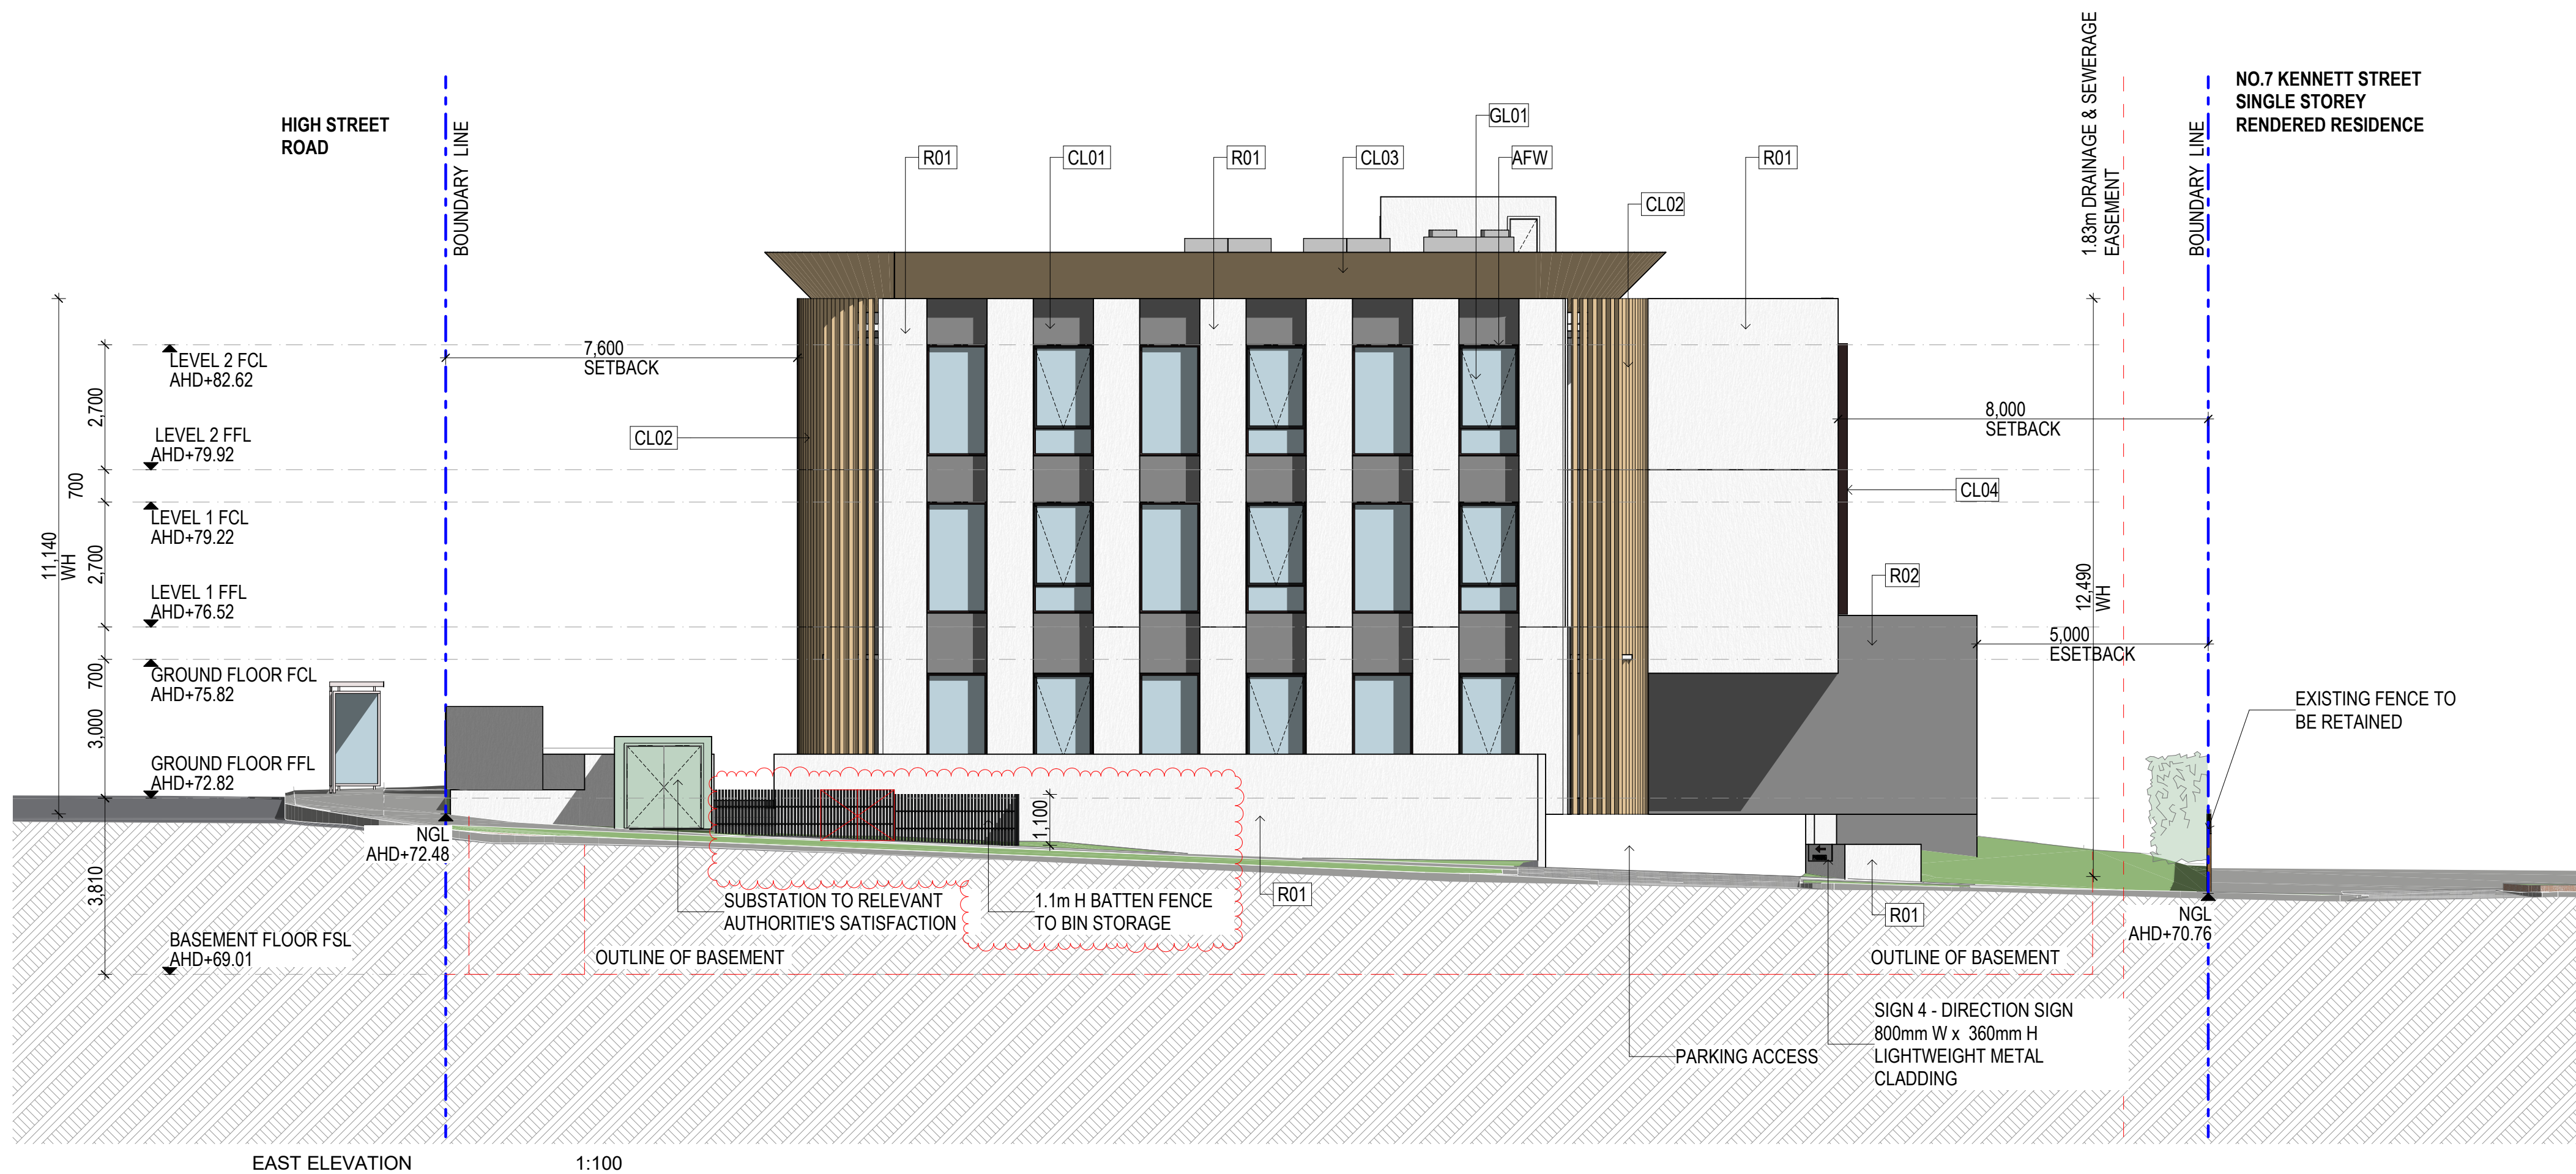 HIGH STREET
ROAD
BOUNDARY LINE
R01
CL01
R01
CL03
GL01
AFW
CL02
R01
1.83m DRAINAGE & SEWERAGE
EASEMENT
BOUNDARY LINE
NO.7 KENNETT STREET
SINGLE STOREY
RENDERED RESIDENCE
LEVEL 2 FCL
AHD+82.62
2,700
LEVEL 2 FFL
AHD+79.92
700
LEVEL 1 FCL
AHD+79.22
11,140
WH
2,700
LEVEL 1 FFL
AHD+76.52
700
GROUND FLOOR FCL
AHD+75.82
3,000
GROUND FLOOR FFL
AHD+72.82
3,810
BASEMENT FLOOR FSL
AHD+69.01
7,600
SETBACK
CL02
8,000
SETBACK
CL04
R02
12,490
WH
5,000
ESETBACK
EXISTING FENCE TO
BE RETAINED
NGL
AHD+72.48
1,100
SUBSTATION TO RELEVANT
AUTHORITIE'S SATISFACTION
1.1m H BATTEN FENCE
TO BIN STORAGE
R01
R01
NGL
AHD+70.76
OUTLINE OF BASEMENT
OUTLINE OF BASEMENT
PARKING ACCESS
SIGN 4 - DIRECTION SIGN
800mm W x 360mm H
LIGHTWEIGHT METAL
CLADDING
EAST ELEVATION
1:100